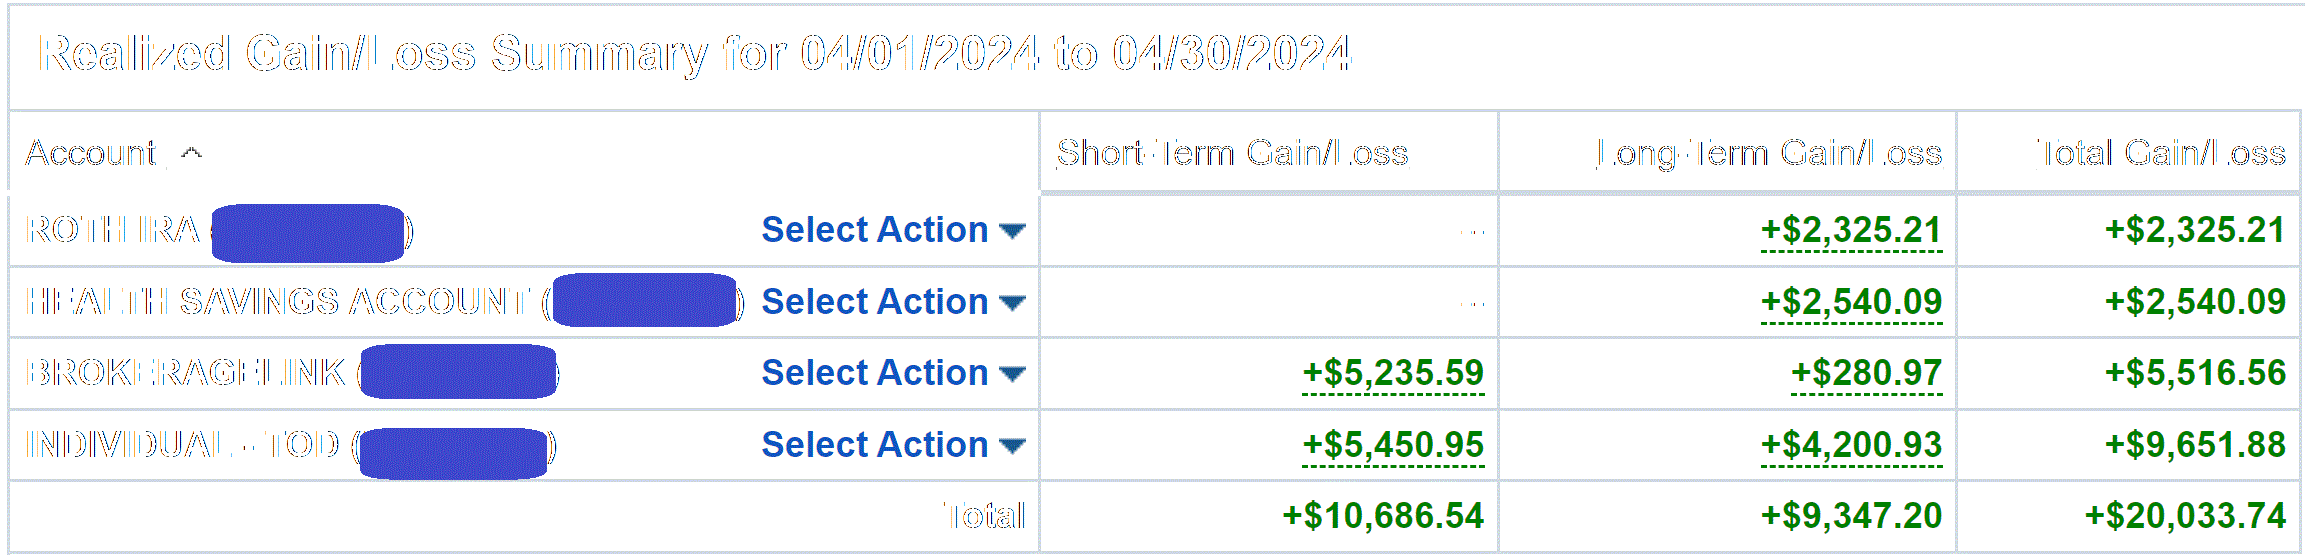 Realized Gain/Loss Summary for 04/01/2024 to 04/30/2024
Account Short-Term Gain/Loss Long-Term Gain/Loss Total Gain/Loss
ROTH IRA ( ) Select Action -- +$2,325.21 +$2,325.21
HEALTH SAVINGS ACCOUNT ( ) Select Action -- +$2,540.09 +$2,540.09
BROKERAGELINK ( ) Select Action +$5,235.59 +$280.97 +$5,516.56
INDIVIDUAL - TOD ( ) Select Action +$5,450.95 +$4,200.93 +$9,651.88
Total +$10,686.54 +$9,347.20 +$20,033.74